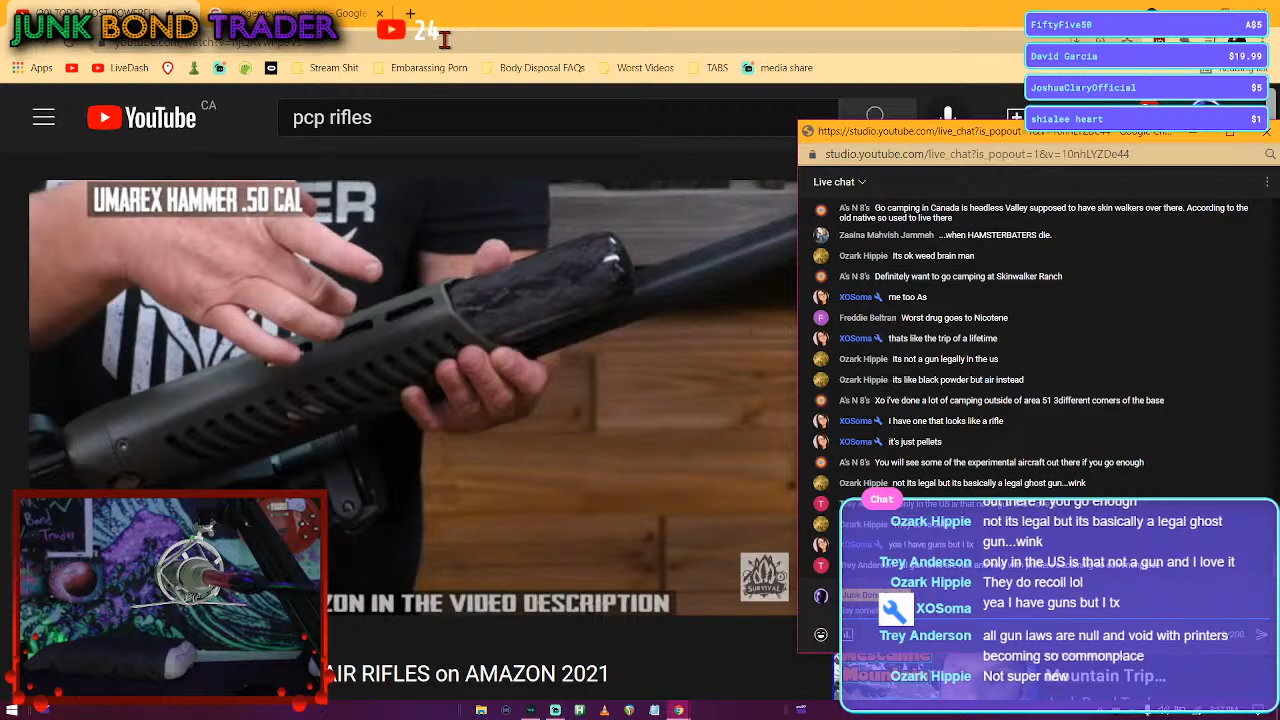 JUNK BOND TRADER
24
Apps
LiveDash
Stream Shit
Embarassing Porn
Body Disposal FAQs
Worst Videos
TABS
media share
FiftyFive50 A$5
David Garcia $19.99
JoshuaClaryOfficial $5
shialee heart $1
YouTube CA
pcp rifles
studio.youtube.com/live_chat?is_popout=1&v=10nhLYZDe44
Live chat
A's N 8's Go camping in Canada is headless Valley supposed to have skin walkers over there. According to the
old native so used to live there
Zaaina Mahvish Jammeh ...when HAMSTERBATERS die.
Ozark Hippie Its ok weed brain man
A's N 8's Definitely want to go camping at Skinwalker Ranch
XOSoma me too As
Freddie Beltran Worst drug goes to Nicotene
XOSoma thats like the trip of a lifetime
Ozark Hippie Its not a gun legally in the us
Ozark Hippie its like black powder but air instead
A's N 8's Xo i've done a lot of camping outside of area 51 3different corners of the base
XOSoma I have one that looks like a rifle
XOSoma it's just pellets
A's N 8's You will see some of the experimental aircraft out there if you go enough
Ozark Hippie not its legal but its basically a legal ghost gun...wink
UMAREX HAMMER .50 CAL
SURVIVAL
ZON IN THE VIDEO DESCRIPTION
AIR RIFLES on AMAZON 2021
Bond
Trader
Chat
out there if you go enough
Ozark Hippie not its legal but its basically a legal ghost
gun...wink
Trey Anderson only in the US is that not a gun and I love it
Ozark Hippie They do recoil lol
XOSoma yea I have guns but I tx
Trey Anderson all gun laws are null and void with printers
becoming so commonplace
Ozark Hippie Not super new
Mountain Trip...